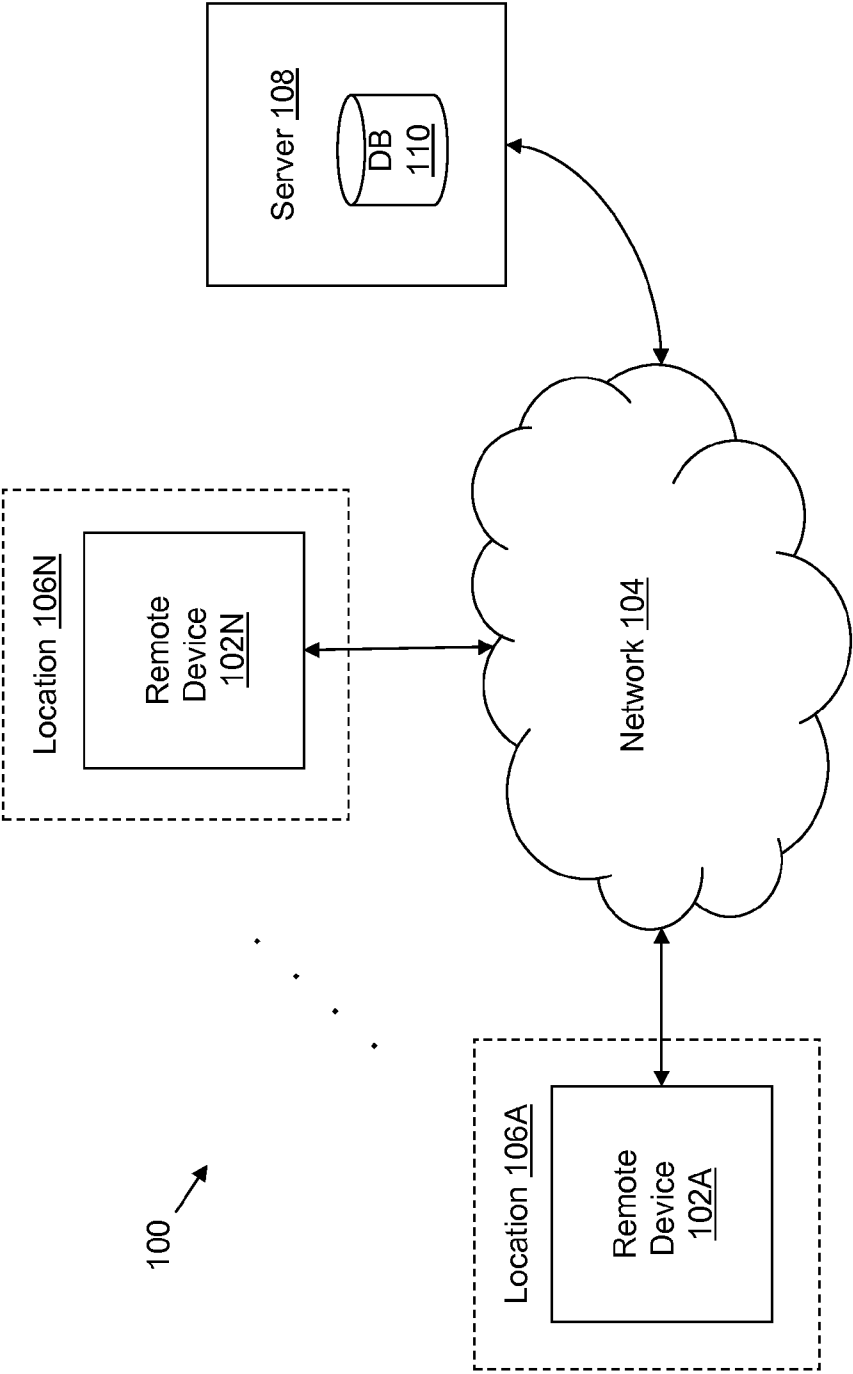 100
Location 106A
Remote
Device
102A
Location 106N
Remote
Device
102N
Network 104
Server 108
DB
110